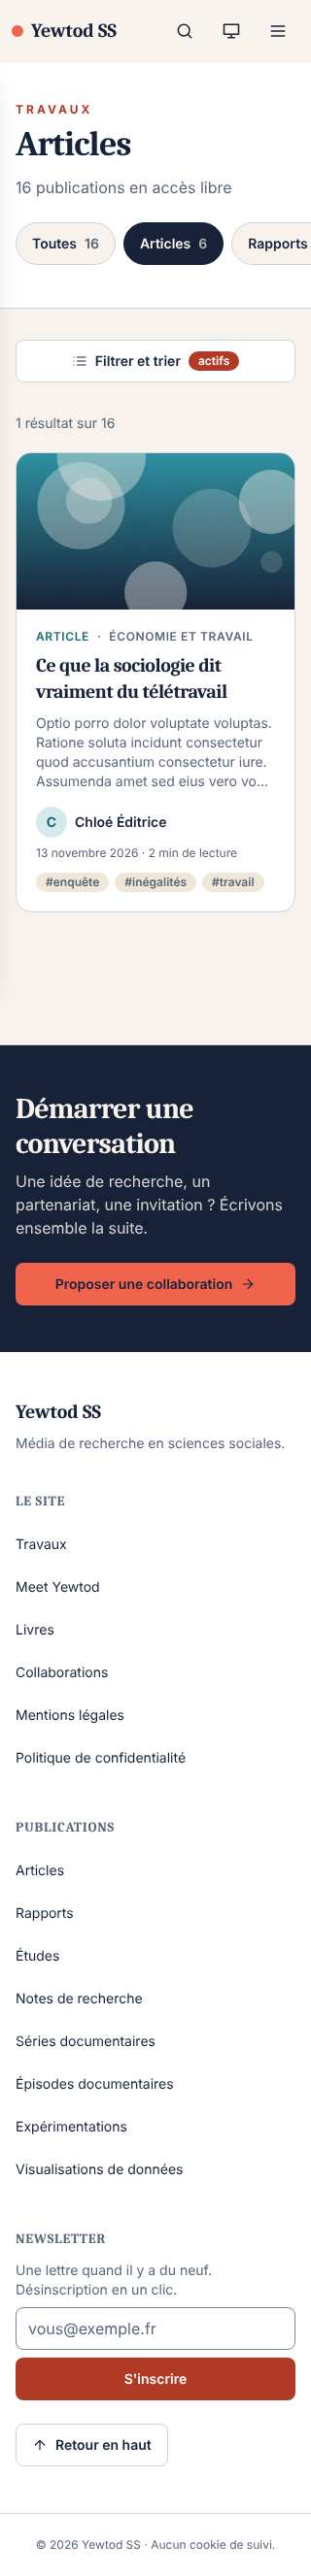 Yewtod SS
TRAVAUX
Articles
16 publications en accès libre
Toutes 16
Articles 6
Rapports
Filtrer et trier actifs
1 résultat sur 16
ARTICLE · ÉCONOMIE ET TRAVAIL
Ce que la sociologie dit
vraiment du télétravail
Optio porro dolor voluptate voluptas.
Ratione soluta incidunt consectetur
quod accusantium consectetur iure.
Assumenda amet sed eius vero vo...
C Chloé Éditrice
13 novembre 2026 · 2 min de lecture
#enquête #inégalités #travail
Démarrer une
conversation
Une idée de recherche, un
partenariat, une invitation ? Écrivons
ensemble la suite.
Proposer une collaboration →
Yewtod SS
Média de recherche en sciences sociales.
LE SITE
Travaux
Meet Yewtod
Livres
Collaborations
Mentions légales
Politique de confidentialité
PUBLICATIONS
Articles
Rapports
Études
Notes de recherche
Séries documentaires
Épisodes documentaires
Expérimentations
Visualisations de données
NEWSLETTER
Une lettre quand il y a du neuf.
Désinscription en un clic.
vous@exemple.fr
S'inscrire
↑ Retour en haut
© 2026 Yewtod SS · Aucun cookie de suivi.